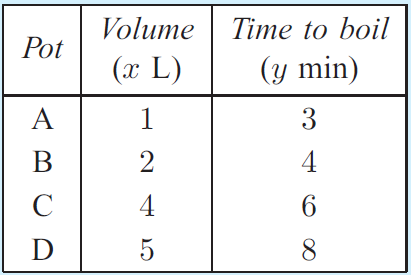 Pot Volume (x L) Time to boil (y min)
A 1 3
B 2 4
C 4 6
D 5 8